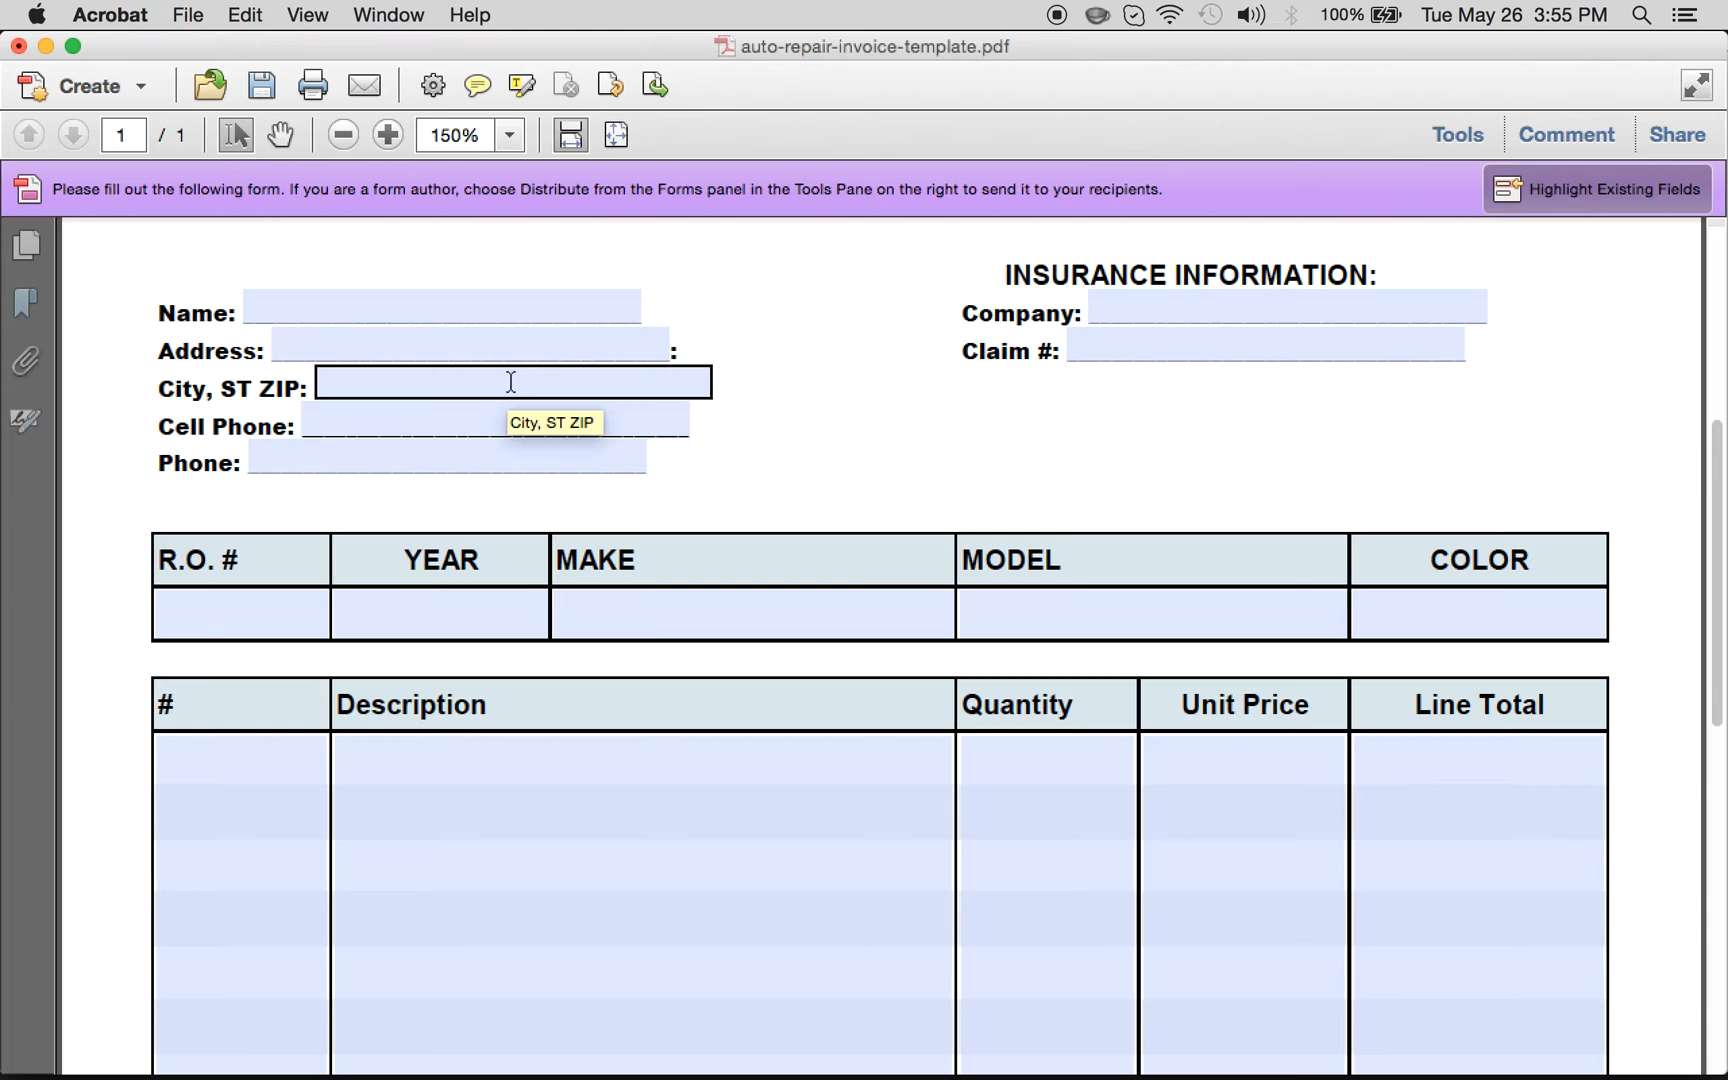 Acrobat File Edit View Window Help 100% Tue May 26 3:55 PM
auto-repair-invoice-template.pdf
Create
1 / 1 150% Tools Comment Share
Please fill out the following form. If you are a form author, choose Distribute from the Forms panel in the Tools Pane on the right to send it to your recipients. Highlight Existing Fields
INSURANCE INFORMATION:
Name: Company:
Address: : Claim #:
City, ST ZIP:
Cell Phone: City, ST ZIP
Phone:
R.O. # YEAR MAKE MODEL COLOR
# Description Quantity Unit Price Line Total